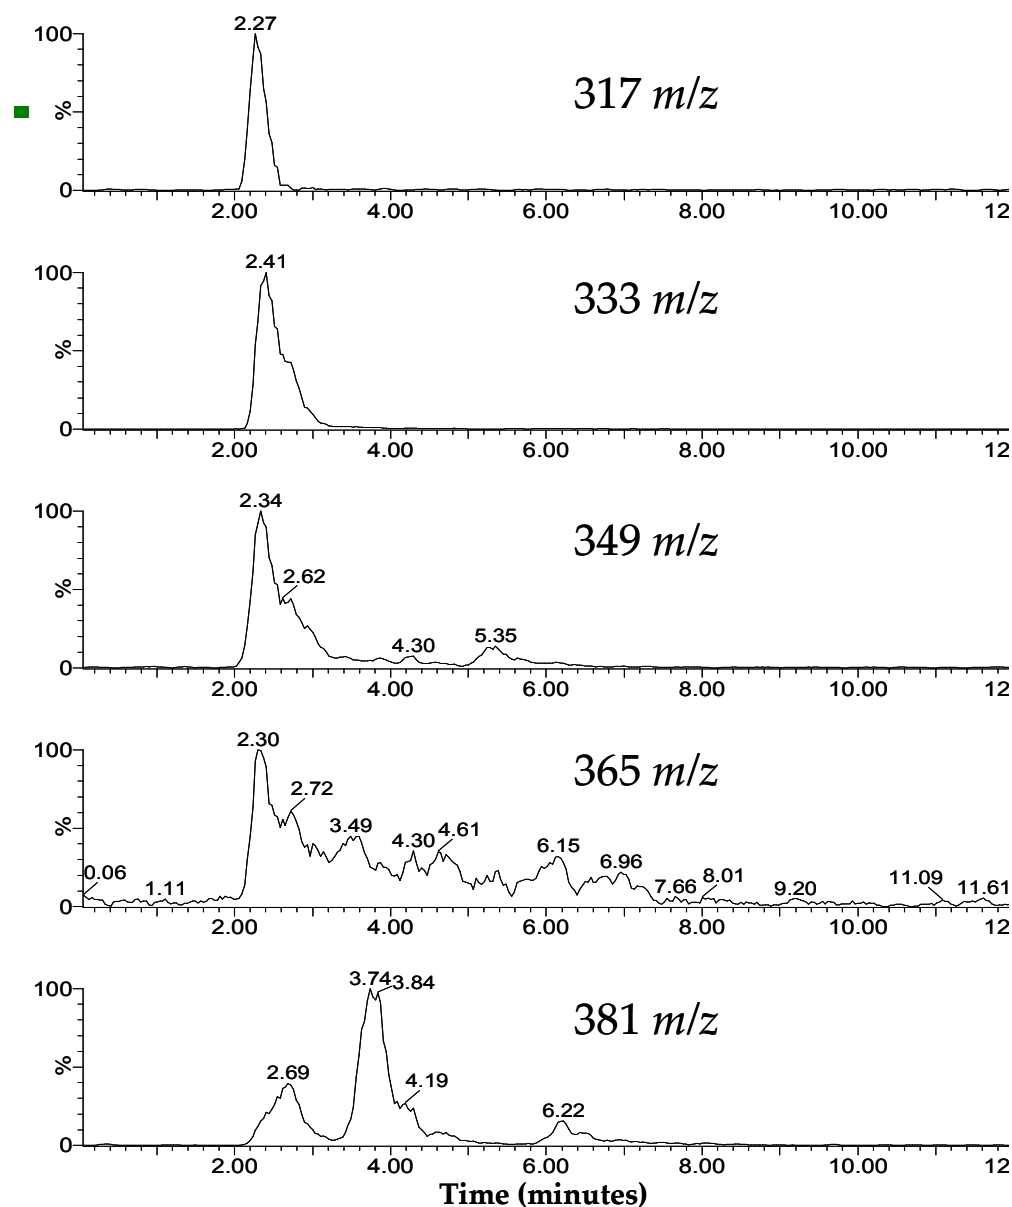 2.27
100
317 m/z
%
0
2.00 4.00 6.00 8.00 10.00 12
2.41
100
333 m/z
%
0
2.00 4.00 6.00 8.00 10.00 12
2.34
100
349 m/z
2.62
%
4.30 5.35
0
2.00 4.00 6.00 8.00 10.00 12
2.30
100
365 m/z
2.72
% 3.49 4.30 4.61
6.15
6.96
0.06 1.11 7.66 8.01 9.20 11.09 11.61
0
2.00 4.00 6.00 8.00 10.00 12
3.74 3.84
100
381 m/z
% 2.69 4.19
6.22
0
2.00 4.00 6.00 8.00 10.00 12
Time (minutes)